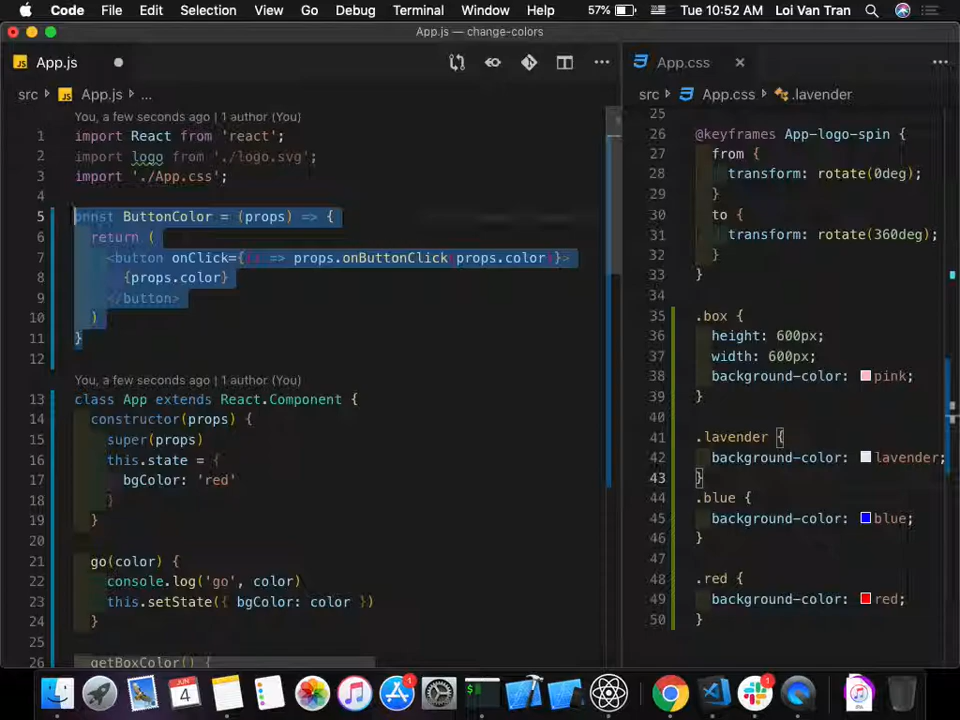 Code File Edit Selection View Go Debug Terminal Window Help 57% Tue 10:52 AM Loi Van Tran
App.js — change-colors
JS App.js
src JS App.js ...
You, a few seconds ago | 1 author (You)
1 import React from 'react';
2 import logo from './logo.svg';
3 import './App.css';
4
5 const ButtonColor = (props) => {
6 return (
7 <button onClick={() => props.onButtonClick(props.color)}>
8 {props.color}
9 </button>
10 )
11 }
12
You, a few seconds ago | 1 author (You)
13 class App extends React.Component {
14 constructor(props) {
15 super(props)
16 this.state = {
17 bgColor: 'red'
18 }
19 }
20
21 go(color) {
22 console.log('go', color)
23 this.setState({ bgColor: color })
24 }
25
26 getBoxColor() {
App.css
src App.css .lavender
25
26 @keyframes App-logo-spin {
27 from {
28 transform: rotate(0deg);
29 }
30 to {
31 transform: rotate(360deg);
32 }
33 }
34
35 .box {
36 height: 600px;
37 width: 600px;
38 background-color: pink;
39 }
40
41 .lavender {
42 background-color: lavender;
43 }
44 .blue {
45 background-color: blue;
46 }
47
48 .red {
49 background-color: red;
50 }
4
1
1